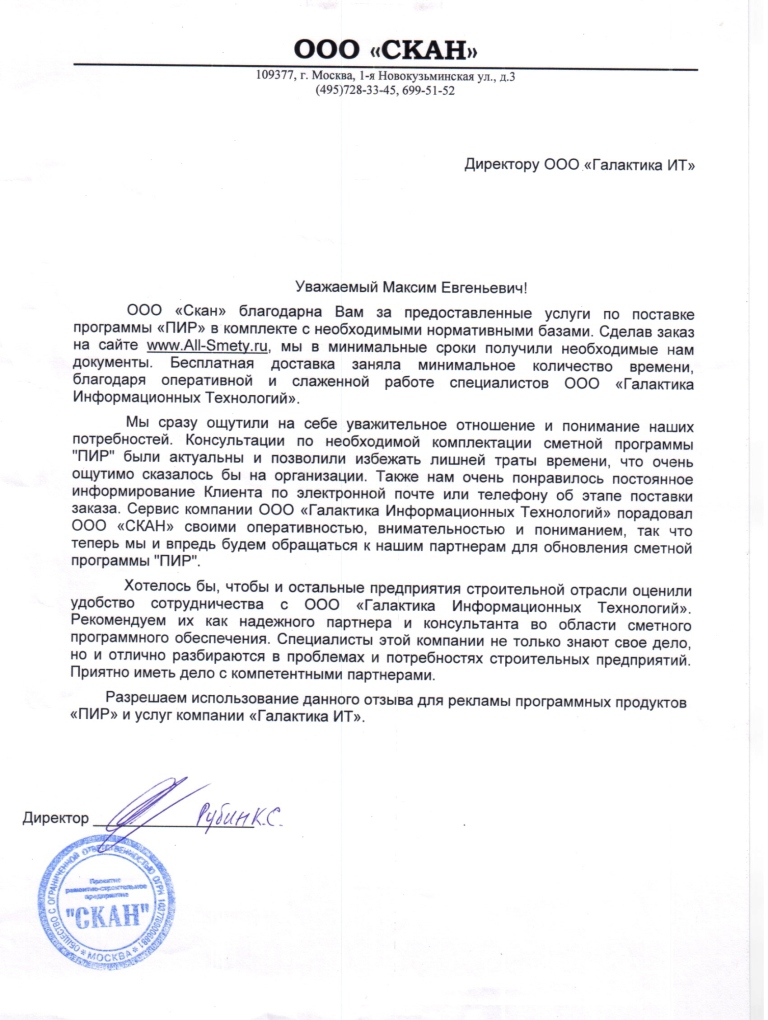 ООО «СКАН»
109377, г. Москва, 1-я Новокузьминская ул., д.3
(495)728-33-45, 699-51-52
Директору ООО «Галактика ИТ»
Уважаемый Максим Евгеньевич!
ООО «Скан» благодарна Вам за предоставленные услуги по поставке
программы «ПИР» в комплекте с необходимыми нормативными базами. Сделав заказ
на сайте www.All-Smety.ru, мы в минимальные сроки получили необходимые нам
документы. Бесплатная доставка заняла минимальное количество времени,
благодаря оперативной и слаженной работе специалистов ООО «Галактика
Информационных Технологий».
Мы сразу ощутили на себе уважительное отношение и понимание наших
потребностей. Консультации по необходимой комплектации сметной программы
"ПИР" были актуальны и позволили избежать лишней траты времени, что очень
ощутимо сказалось бы на организации. Также нам очень понравилось постоянное
информирование Клиента по электронной почте или телефону об этапе поставки
заказа. Сервис компании ООО «Галактика Информационных Технологий» порадовал
ООО «СКАН» своими оперативностью, внимательностью и пониманием, так что
теперь мы и впредь будем обращаться к нашим партнерам для обновления сметной
программы "ПИР".
Хотелось бы, чтобы и остальные предприятия строительной отрасли оценили
удобство сотрудничества с ООО «Галактика Информационных Технологий».
Рекомендуем их как надежного партнера и консультанта во области сметного
программного обеспечения. Специалисты этой компании не только знают свое дело,
но и отлично разбираются в проблемах и потребностях строительных предприятий.
Приятно иметь дело с компетентными партнерами.
Разрешаем использование данного отзыва для рекламы программных продуктов
«ПИР» и услуг компании «Галактика ИТ».
Директор Рубин К.С.
ОБЩЕСТВО С ОГРАНИЧЕННОЙ ОТВЕТСТВЕННОСТЬЮ ОГРН
ремонтно-строительное
предприятие
"СКАН"
МОСКВА